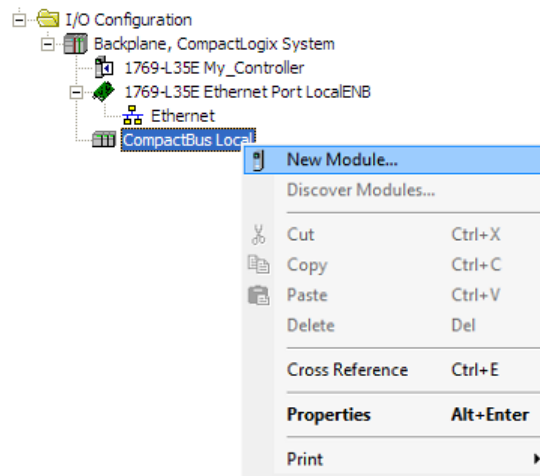 I/O Configuration
Backplane, CompactLogix System
1769-L35E My_Controller
1769-L35E Ethernet Port LocalENB
Ethernet
CompactBus Local
New Module...
Discover Modules...
Cut Ctrl+X
Copy Ctrl+C
Paste Ctrl+V
Delete Del
Cross Reference Ctrl+E
Properties Alt+Enter
Print